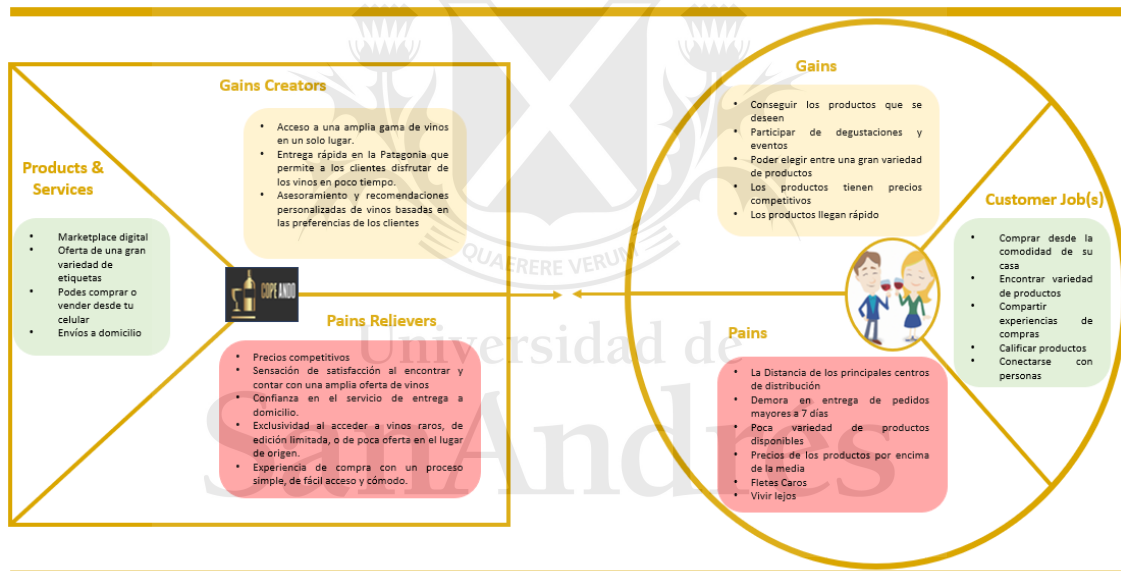 Gains Creators
• Acceso a una amplia gama de vinos
en un solo lugar.
• Entrega rápida en la Patagonia que
permite a los clientes disfrutar de
los vinos en poco tiempo.
• Asesoramiento y recomendaciones
personalizadas de vinos basadas en
las preferencias de los clientes
Products &
Services
• Marketplace digital
• Oferta de una gran
variedad de
etiquetas
• Podes comprar o
vender desde tu
celular
• Envíos a domicilio
COPEANDO
Pains Relievers
• Precios competitivos
• Sensación de satisfacción al encontrar y
contar con una amplia oferta de vinos
• Confianza en el servicio de entrega a
domicilio.
• Exclusividad al acceder a vinos raros, de
edición limitada, o de poca oferta en el lugar
de origen.
• Experiencia de compra con un proceso
simple, de fácil acceso y cómodo.
Gains
• Conseguir los productos que se
deseen
• Participar de degustaciones y
eventos
• Poder elegir entre una gran variedad
de productos
• Los productos tienen precios
competitivos
• Los productos llegan rápido
Customer Job(s)
• Comprar desde la
comodidad de su
casa
• Encontrar variedad
de productos
• Compartir
experiencias de
compras
• Calificar productos
• Conectarse con
personas
Pains
• La Distancia de los principales centros
de distribución
• Demora en entrega de pedidos
mayores a 7 días
• Poca variedad de productos
disponibles
• Precios de los productos por encima
de la media
• Fletes Caros
• Vivir lejos
QUAERERE VERUM
Universidad de
SanAndrés